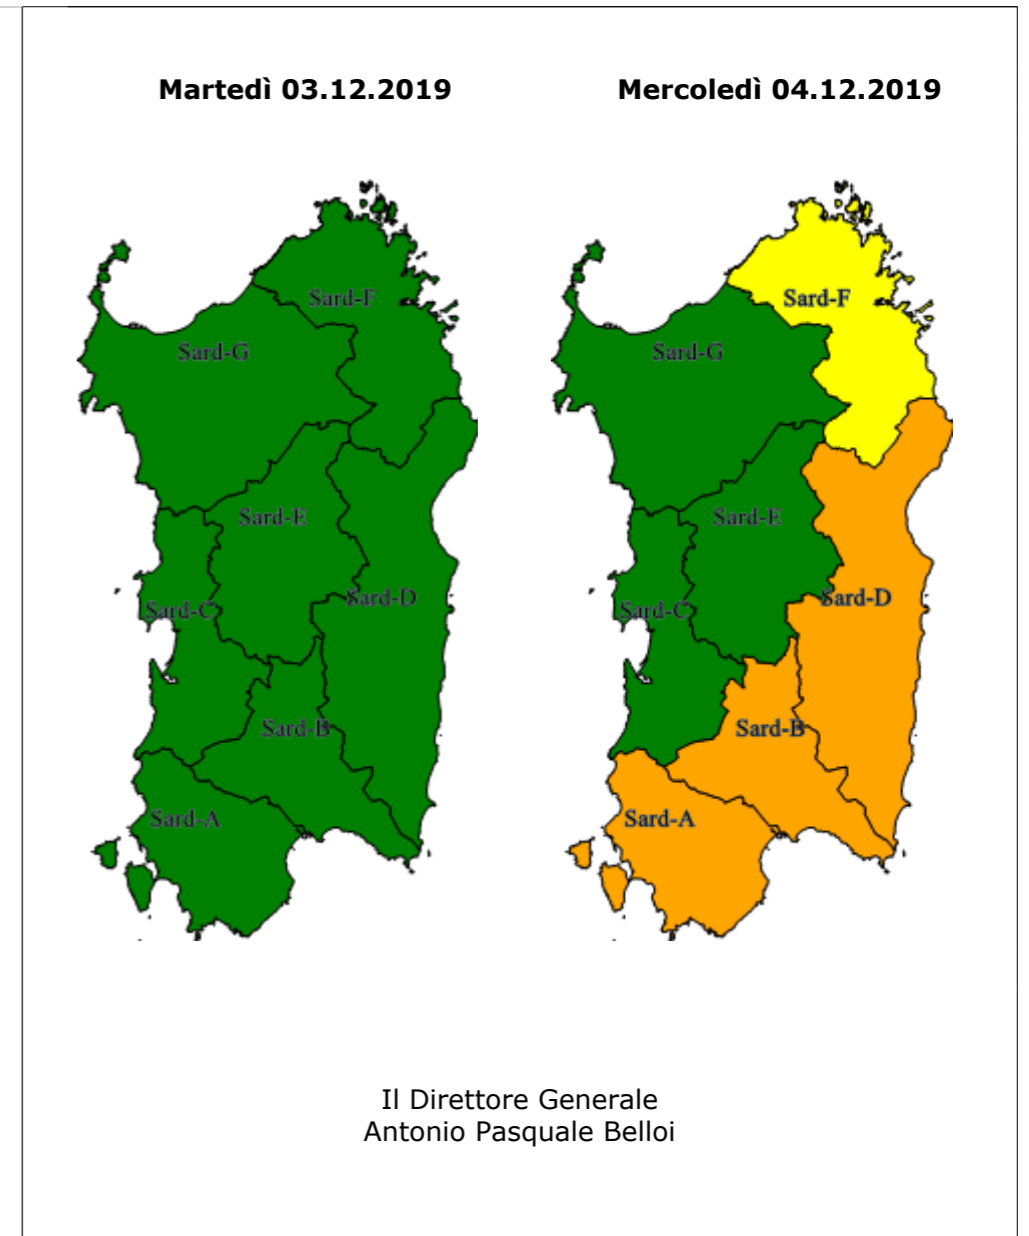 Martedì 03.12.2019
Mercoledì 04.12.2019
Sard-F
Sard-G
Sard-E
Sard-D
Sard-C
Sard-B
Sard-A
Sard-F
Sard-G
Sard-E
Sard-D
Sard-C
Sard-B
Sard-A
Il Direttore Generale
Antonio Pasquale Belloi